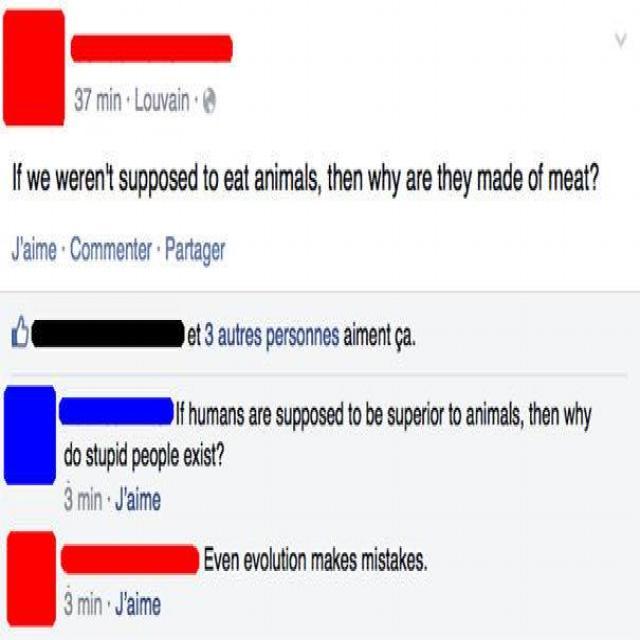 37 min · Louvain ·
If we weren't supposed to eat animals, then why are they made of meat?
J'aime · Commenter · Partager
et 3 autres personnes aiment ça.
If humans are supposed to be superior to animals, then why
do stupid people exist?
3 min · J'aime
Even evolution makes mistakes.
3 min · J'aime